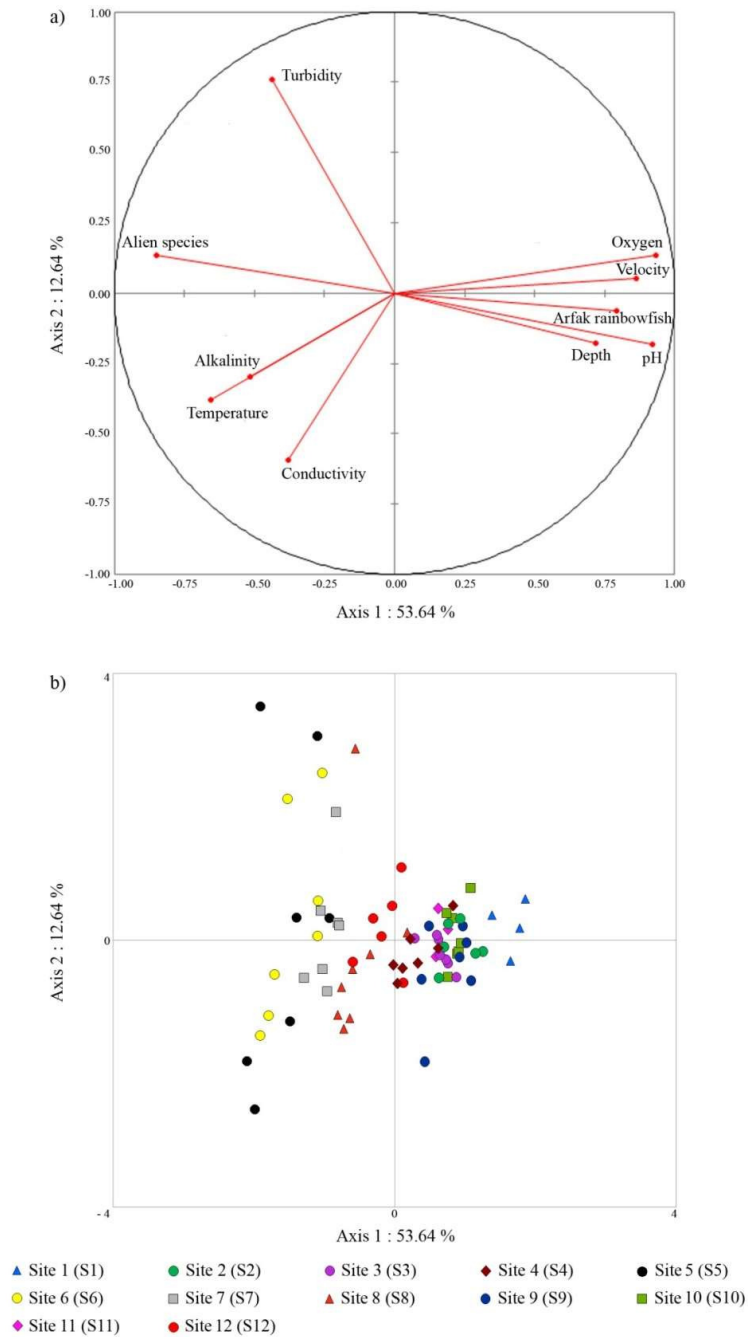 a)
1.00
Turbidity
0.75
0.50
0.25
Alien species
Oxygen
Velocity
0.00
Arfak rainbowfish
Depth
pH
Alkalinity
-0.25
Temperature
-0.50
Conductivity
-0.75
-1.00
Axis 2 : 12.64 %
-1.00 -0.75 -0.50 -0.25 0.00 0.25 0.50 0.75 1.00
Axis 1 : 53.64 %
b)
4
0
- 4
Axis 2 : 12.64 %
0 4
Axis 1 : 53.64 %
Site 1 (S1) Site 2 (S2) Site 3 (S3) Site 4 (S4) Site 5 (S5)
Site 6 (S6) Site 7 (S7) Site 8 (S8) Site 9 (S9) Site 10 (S10)
Site 11 (S11) Site 12 (S12)